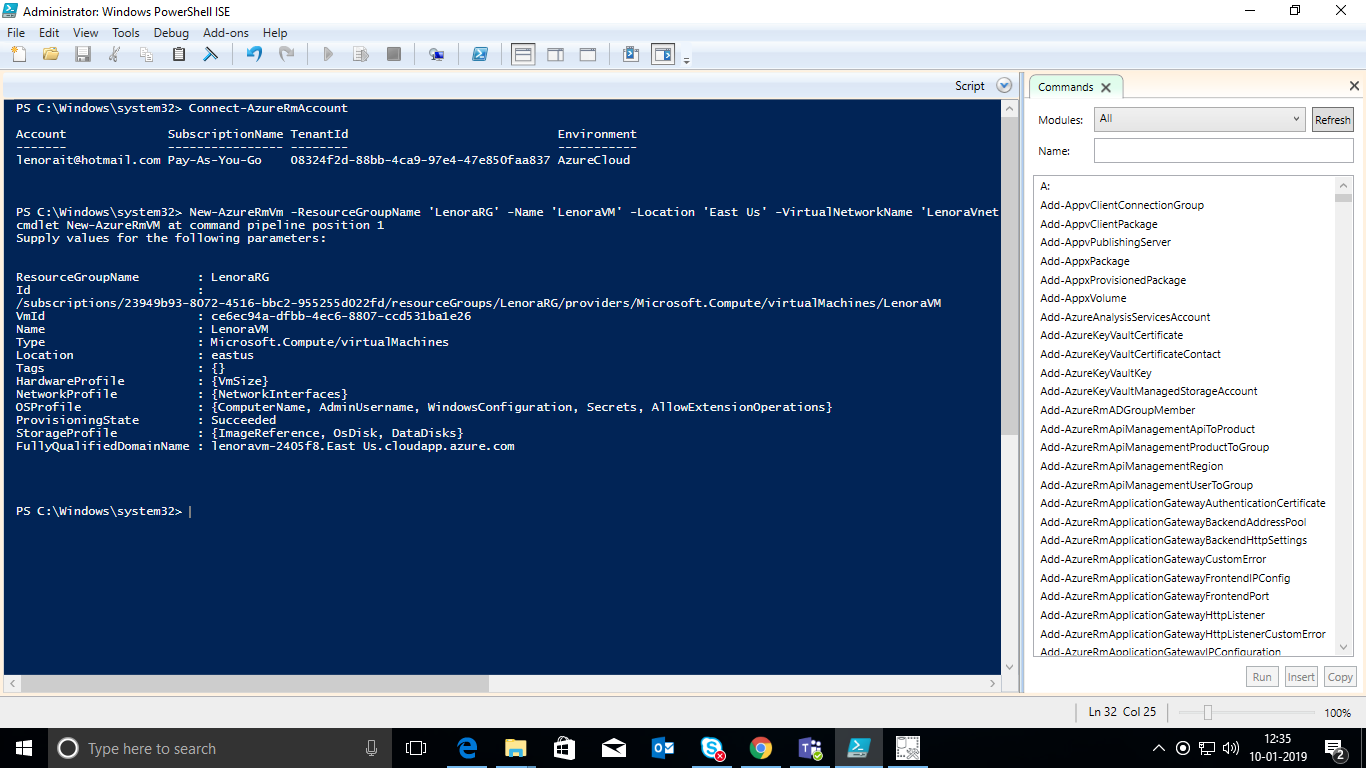 Administrator: Windows PowerShell ISE
File Edit View Tools Debug Add-ons Help
Script
PS C:\Windows\system32> Connect-AzureRmAccount
Account SubscriptionName TenantId Environment
------- ---------------- -------- -----------
lenorait@hotmail.com Pay-As-You-Go 08324f2d-88bb-4ca9-97e4-47e850faa837 AzureCloud
PS C:\Windows\system32> New-AzureRmVm -ResourceGroupName 'LenoraRG' -Name 'LenoraVM' -Location 'East Us' -VirtualNetworkName 'LenoraVnet
cmdlet New-AzureRmVM at command pipeline position 1
Supply values for the following parameters:
ResourceGroupName : LenoraRG
Id :
/subscriptions/23949b93-8072-4516-bbc2-955255d022fd/resourceGroups/LenoraRG/providers/Microsoft.Compute/virtualMachines/LenoraVM
VmId : ce6ec94a-dfbb-4ec6-8807-ccd531ba1e26
Name : LenoraVM
Type : Microsoft.Compute/virtualMachines
Location : eastus
Tags : {}
HardwareProfile : {VmSize}
NetworkProfile : {NetworkInterfaces}
OSProfile : {ComputerName, AdminUsername, WindowsConfiguration, Secrets, AllowExtensionOperations}
ProvisioningState : Succeeded
StorageProfile : {ImageReference, OsDisk, DataDisks}
FullyQualifiedDomainName : lenoravm-2405f8.East Us.cloudapp.azure.com
PS C:\Windows\system32>
Commands
Modules: All Refresh
Name:
A:
Add-AppvClientConnectionGroup
Add-AppvClientPackage
Add-AppvPublishingServer
Add-AppxPackage
Add-AppxProvisionedPackage
Add-AppxVolume
Add-AzureAnalysisServicesAccount
Add-AzureKeyVaultCertificate
Add-AzureKeyVaultCertificateContact
Add-AzureKeyVaultKey
Add-AzureKeyVaultManagedStorageAccount
Add-AzureRmADGroupMember
Add-AzureRmApiManagementApiToProduct
Add-AzureRmApiManagementProductToGroup
Add-AzureRmApiManagementRegion
Add-AzureRmApiManagementUserToGroup
Add-AzureRmApplicationGatewayAuthenticationCertificate
Add-AzureRmApplicationGatewayBackendAddressPool
Add-AzureRmApplicationGatewayBackendHttpSettings
Add-AzureRmApplicationGatewayCustomError
Add-AzureRmApplicationGatewayFrontendIPConfig
Add-AzureRmApplicationGatewayFrontendPort
Add-AzureRmApplicationGatewayHttpListener
Add-AzureRmApplicationGatewayHttpListenerCustomError
Add-AzureRmApplicationGatewayIPConfiguration
Run Insert Copy
Ln 32 Col 25 100%
Type here to search
12:35
10-01-2019
2